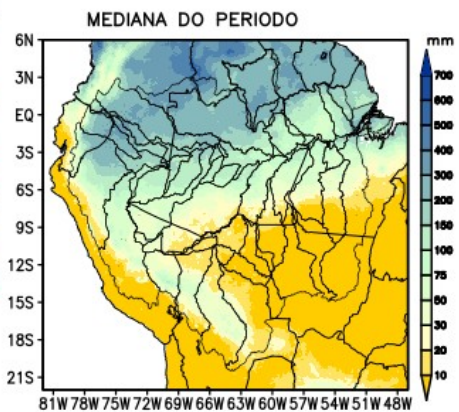 MEDIANA DO PERIODO
mm
6N
3N
EQ
3S
6S
9S
12S
15S
18S
21S
700
600
500
400
300
200
150
100
75
50
30
20
10
81W 78W 75W 72W 69W 66W 63W 60W 57W 54W 51W 48W